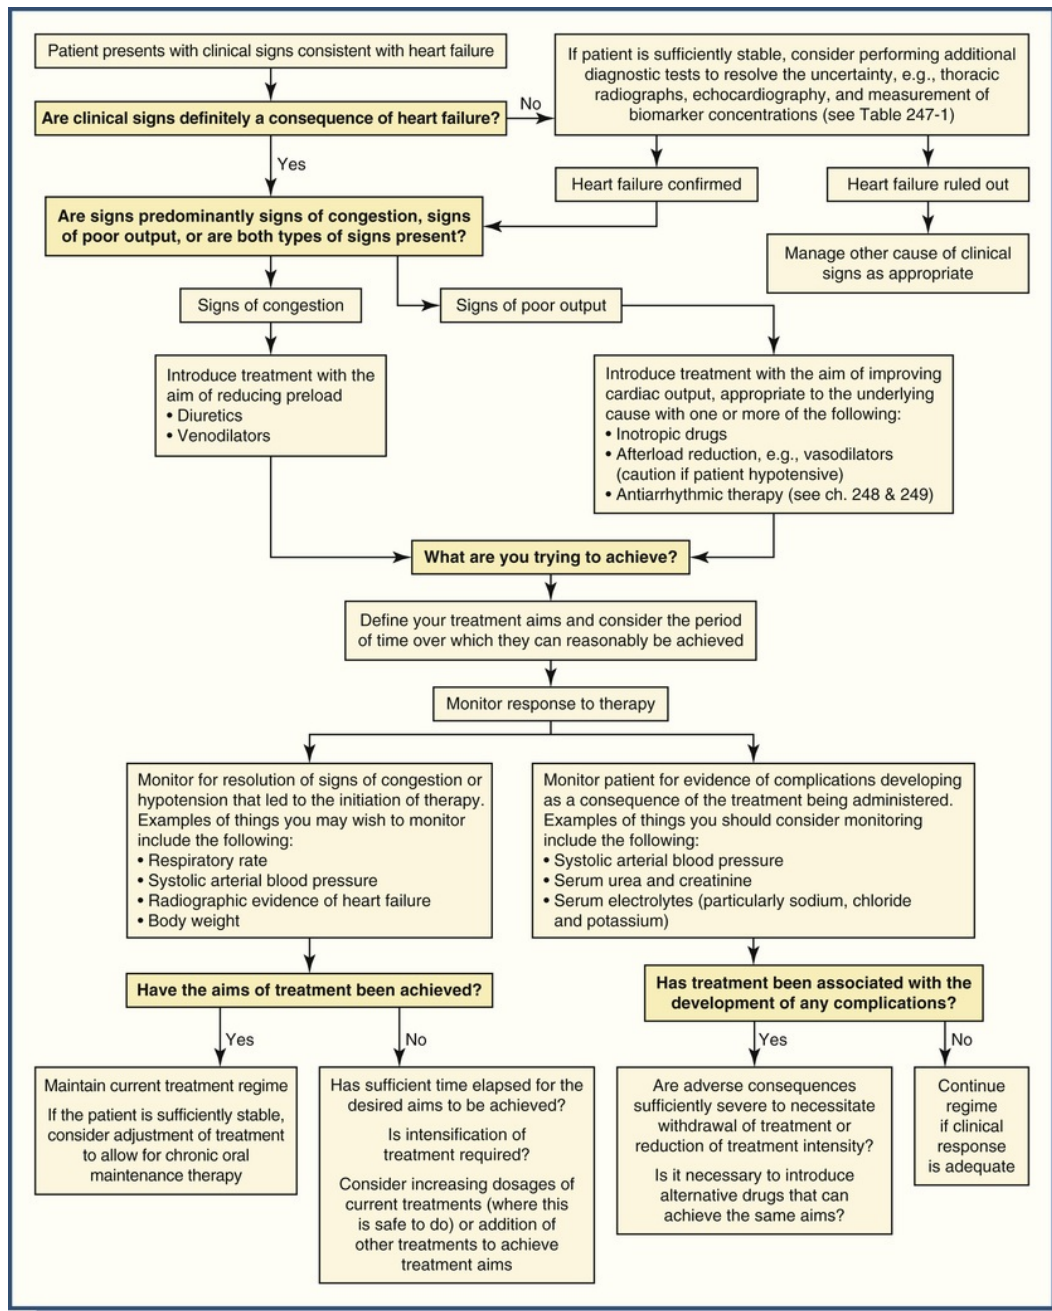 Patient presents with clinical signs consistent with heart failure
If patient is sufficiently stable, consider performing additional
diagnostic tests to resolve the uncertainty, e.g., thoracic
radiographs, echocardiography, and measurement of
biomarker concentrations (see Table 247-1)
Are clinical signs definitely a consequence of heart failure?
No
Yes
Heart failure confirmed
Heart failure ruled out
Are signs predominantly signs of congestion, signs
of poor output, or are both types of signs present?
Manage other cause of clinical
signs as appropriate
Signs of congestion
Signs of poor output
Introduce treatment with the
aim of reducing preload
• Diuretics
• Venodilators
Introduce treatment with the aim of improving
cardiac output, appropriate to the underlying
cause with one or more of the following:
• Inotropic drugs
• Afterload reduction, e.g., vasodilators
(caution if patient hypotensive)
• Antiarrhythmic therapy (see ch. 248 & 249)
What are you trying to achieve?
Define your treatment aims and consider the period
of time over which they can reasonably be achieved
Monitor response to therapy
Monitor for resolution of signs of congestion or
hypotension that led to the initiation of therapy.
Examples of things you may wish to monitor
include the following:
• Respiratory rate
• Systolic arterial blood pressure
• Radiographic evidence of heart failure
• Body weight
Monitor patient for evidence of complications developing
as a consequence of the treatment being administered.
Examples of things you should consider monitoring
include the following:
• Systolic arterial blood pressure
• Serum urea and creatinine
• Serum electrolytes (particularly sodium, chloride
and potassium)
Have the aims of treatment been achieved?
Has treatment been associated with the
development of any complications?
Yes
No
Yes
No
Maintain current treatment regime
If the patient is sufficiently stable,
consider adjustment of treatment
to allow for chronic oral
maintenance therapy
Has sufficient time elapsed for the
desired aims to be achieved?
Is intensification of
treatment required?
Consider increasing dosages of
current treatments (where this
is safe to do) or addition of
other treatments to achieve
treatment aims
Are adverse consequences
sufficiently severe to necessitate
withdrawal of treatment or
reduction of treatment intensity?
Is it necessary to introduce
alternative drugs that can
achieve the same aims?
Continue
regime
if clinical
response
is adequate